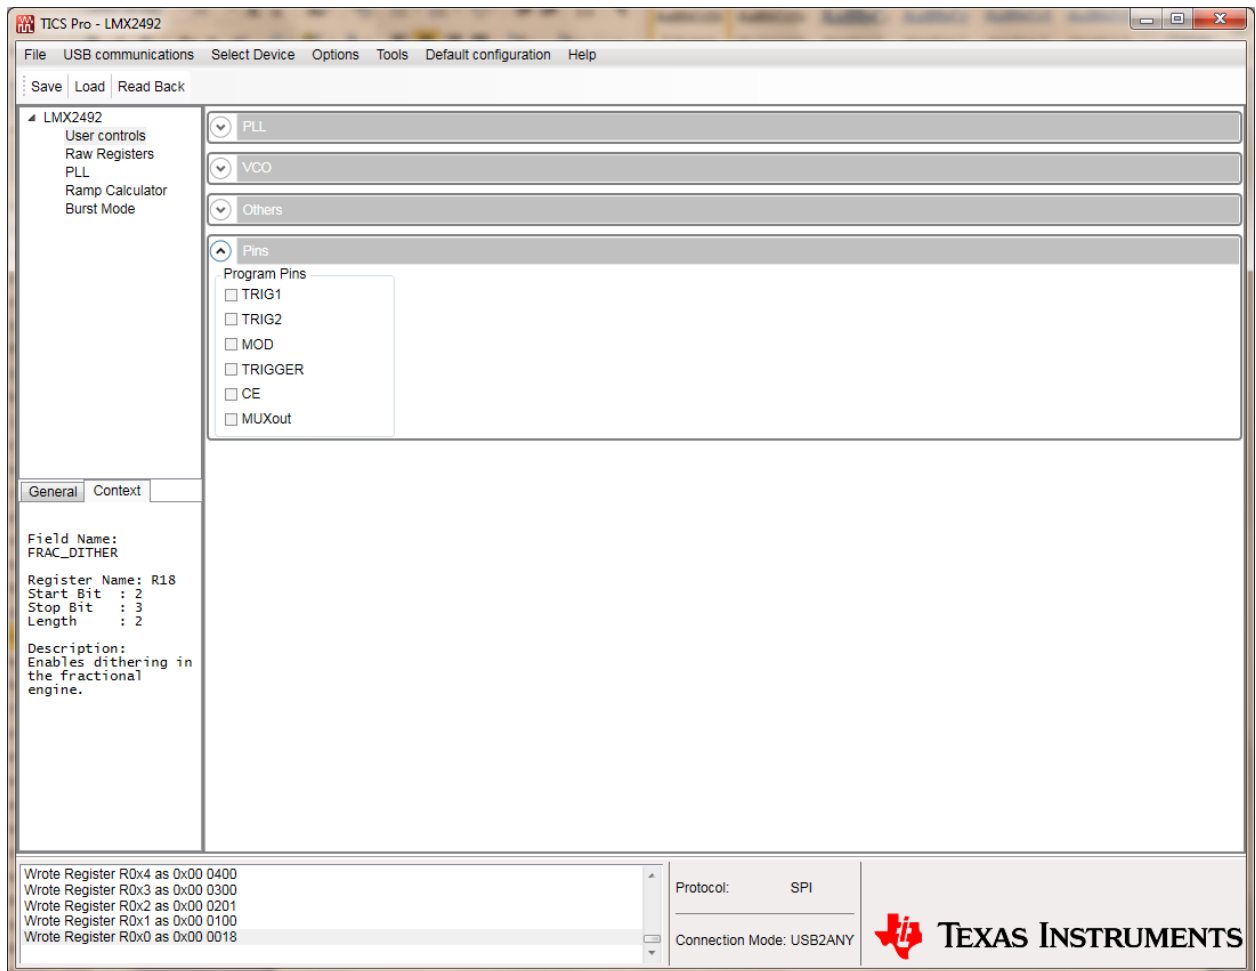 TICS Pro - LMX2492
File USB communications Select Device Options Tools Default configuration Help
Save Load Read Back
LMX2492
User controls
Raw Registers
PLL
Ramp Calculator
Burst Mode
PLL
VCO
Others
Pins
Program Pins
TRIG1
TRIG2
MOD
TRIGGER
CE
MUXout
General Context
Field Name:
FRAC_DITHER
Register Name: R18
Start Bit : 2
Stop Bit : 3
Length : 2
Description:
Enables dithering in
the fractional
engine.
Wrote Register R0x4 as 0x00 0400
Wrote Register R0x3 as 0x00 0300
Wrote Register R0x2 as 0x00 0201
Wrote Register R0x1 as 0x00 0100
Wrote Register R0x0 as 0x00 0018
Protocol: SPI
Connection Mode: USB2ANY
TEXAS INSTRUMENTS